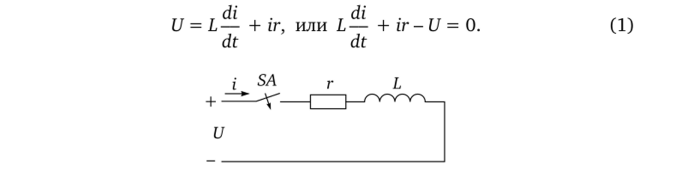 U = L di/dt + ir, или L di/dt + ir – U = 0. (1)
i SA r L
+
U
–